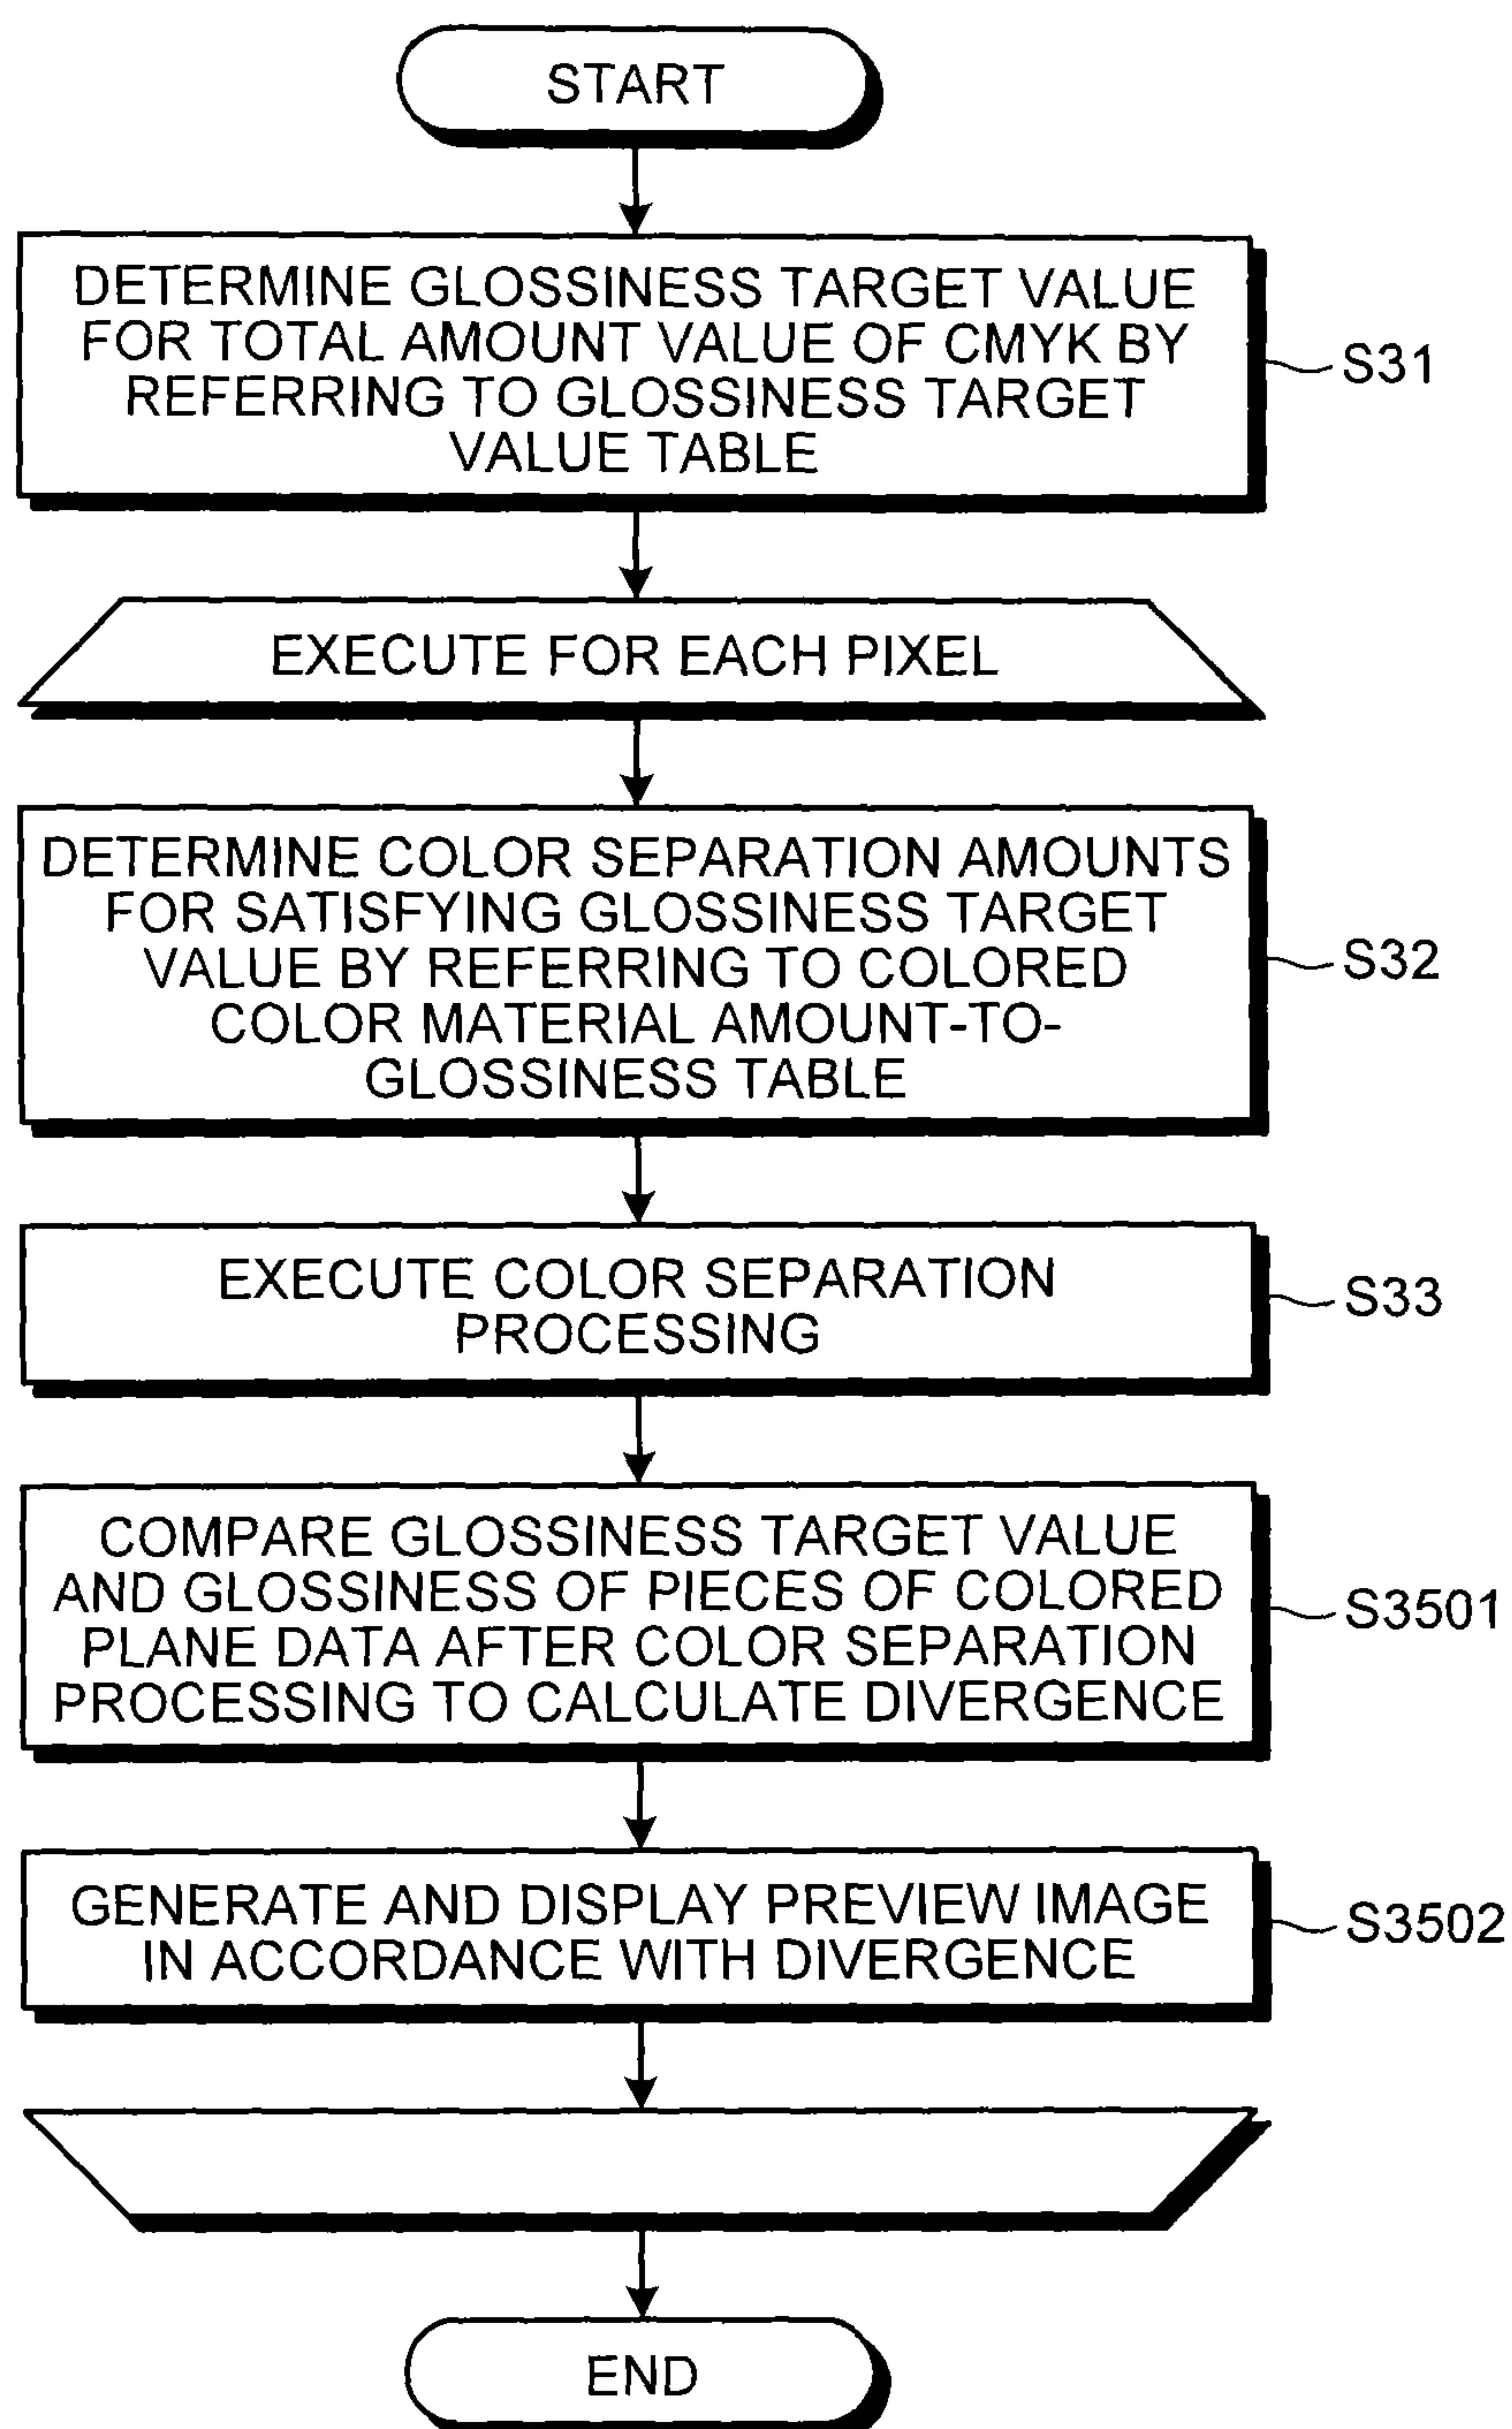 START
DETERMINE GLOSSINESS TARGET VALUE
FOR TOTAL AMOUNT VALUE OF CMYK BY
REFERRING TO GLOSSINESS TARGET
VALUE TABLE
S31
EXECUTE FOR EACH PIXEL
DETERMINE COLOR SEPARATION AMOUNTS
FOR SATISFYING GLOSSINESS TARGET
VALUE BY REFERRING TO COLORED
COLOR MATERIAL AMOUNT-TO-
GLOSSINESS TABLE
S32
EXECUTE COLOR SEPARATION
PROCESSING
S33
COMPARE GLOSSINESS TARGET VALUE
AND GLOSSINESS OF PIECES OF COLORED
PLANE DATA AFTER COLOR SEPARATION
PROCESSING TO CALCULATE DIVERGENCE
S3501
GENERATE AND DISPLAY PREVIEW IMAGE
IN ACCORDANCE WITH DIVERGENCE
S3502
END